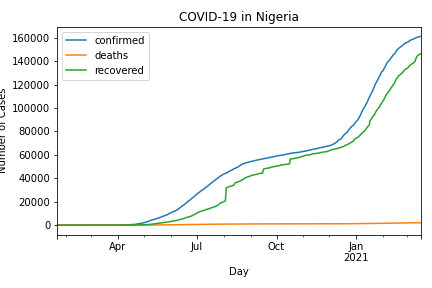 COVID-19 in Nigeria
confirmed
deaths
recovered
160000
140000
120000
100000
80000
60000
40000
20000
0
Number of Cases
Apr
Jul
Oct
Jan
2021
Day